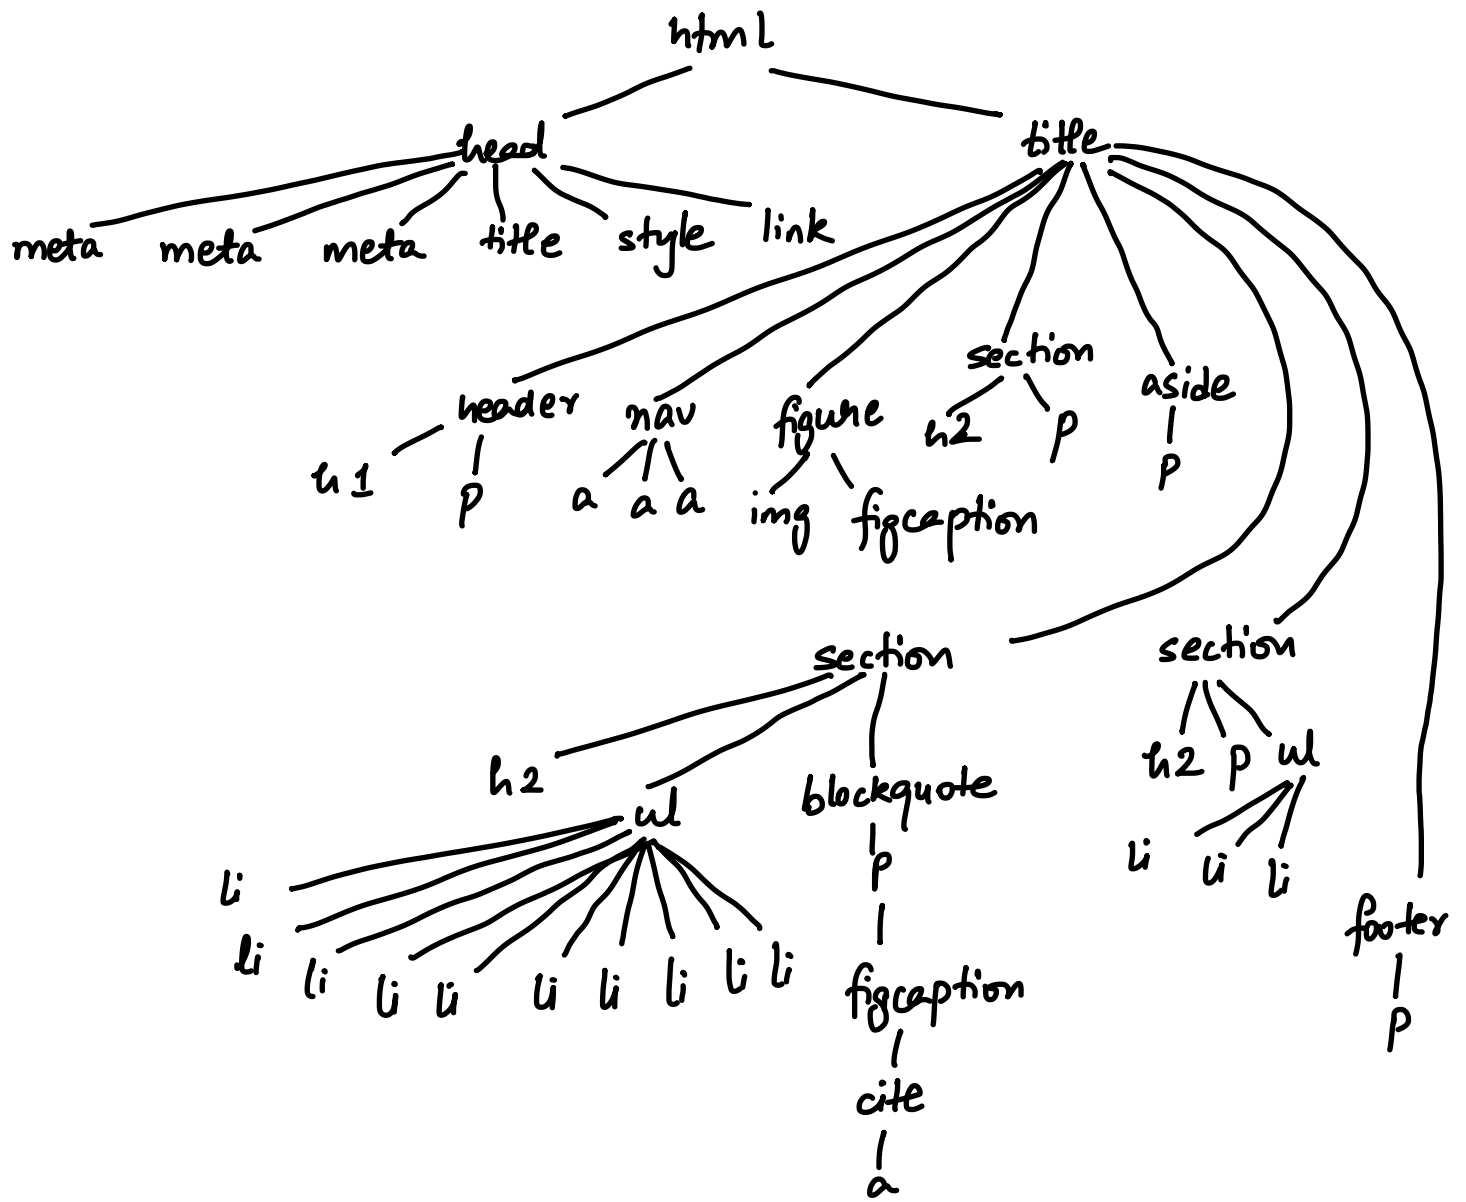 html
head title
meta meta meta title style link
section
header nav figure h2 p aside
h1 p a a a img figcaption p
section section
h2 ul blockquote h2 p ul
li li li li li li li li li li p li li li
figcaption footer
cite p
a